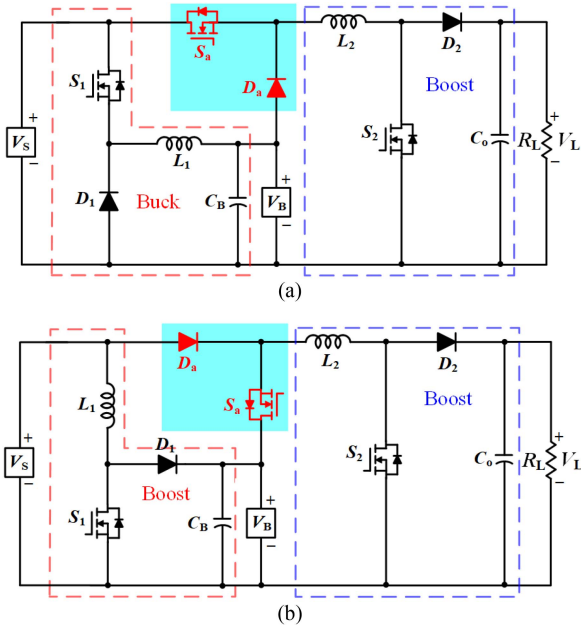 Sa
L2
D2
S1
Da
Boost
+
VS
−
S2
Co
RL
+
VL
−
L1
D1
Buck
CB
+
VB
−
(a)
Da
L2
D2
L1
Sa
Boost
+
VS
−
D1
S2
Co
RL
+
VL
−
S1
Boost
CB
+
VB
−
(b)